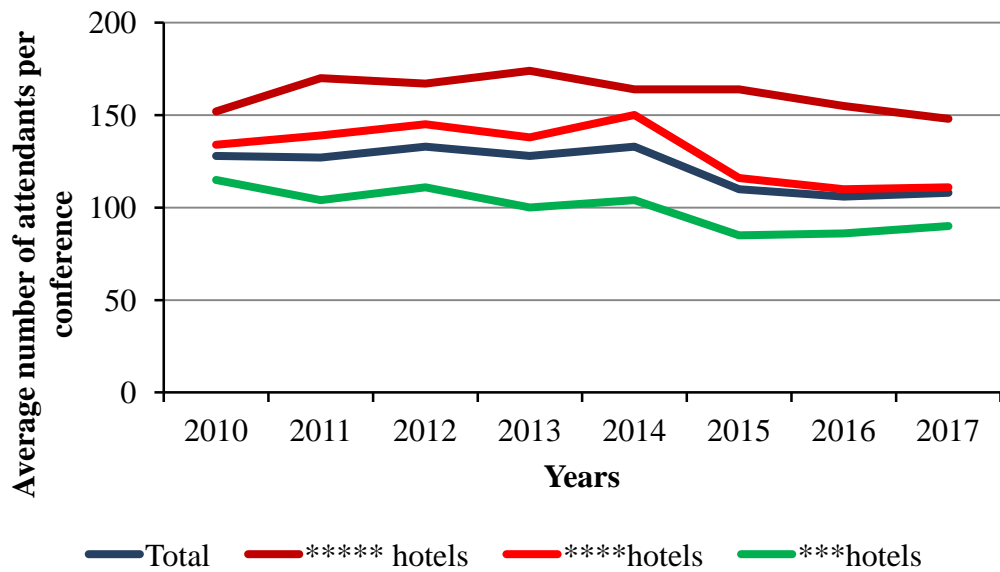 Average number of attendants per
conference
200
150
100
50
0
2010 2011 2012 2013 2014 2015 2016 2017
Years
Total ***** hotels ****hotels ***hotels